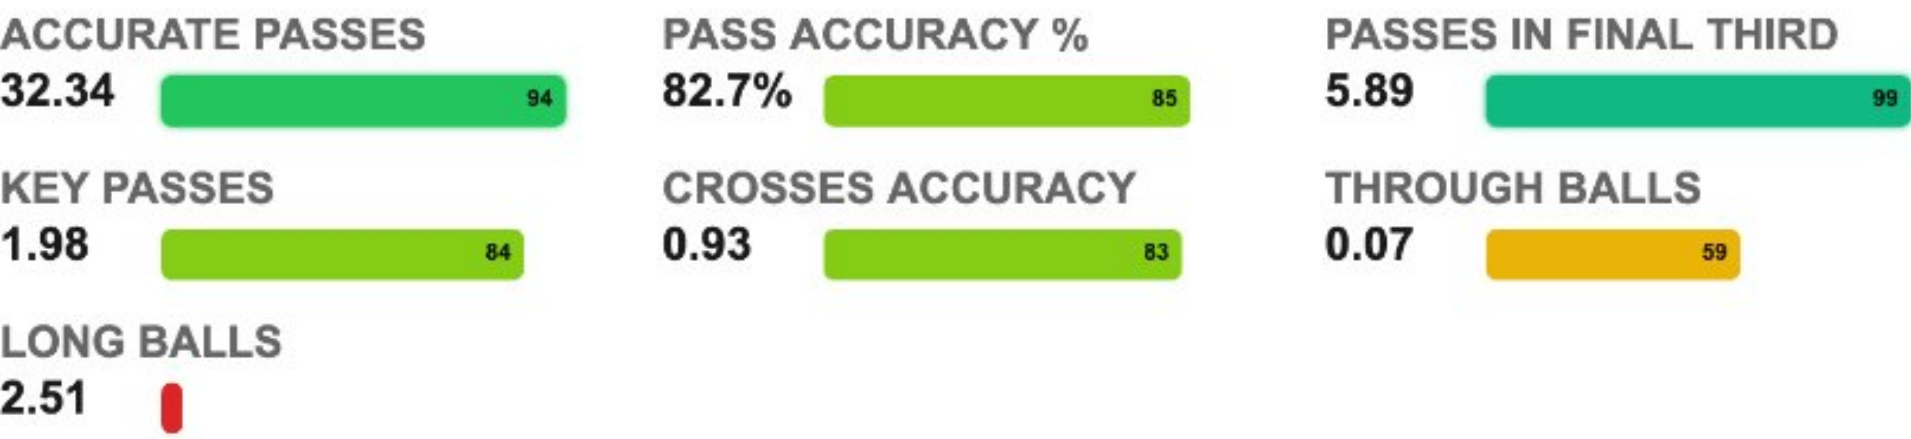 ACCURATE PASSES
32.34 94
PASS ACCURACY %
82.7% 85
PASSES IN FINAL THIRD
5.89 99
KEY PASSES
1.98 84
CROSSES ACCURACY
0.93 83
THROUGH BALLS
0.07 59
LONG BALLS
2.51